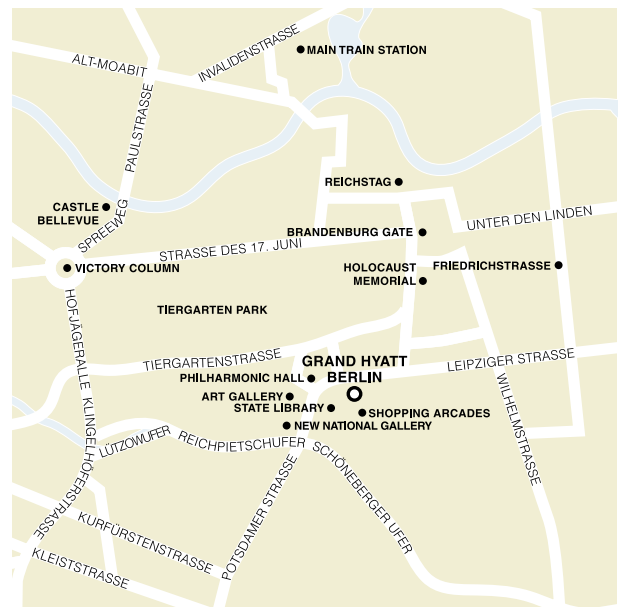 MAIN TRAIN STATION
INVALIDENSTRASSE
ALT-MOABIT
PAULSTRASSE
REICHSTAG
CASTLE
BELLEVUE
SPREEWEG
UNTER DEN LINDEN
BRANDENBURG GATE
STRASSE DES 17. JUNI
VICTORY COLUMN
HOLOCAUST
MEMORIAL
FRIEDRICHSTRASSE
TIERGARTEN PARK
HOFJÄGERALLE
TIERGARTENSTRASSE
GRAND HYATT
BERLIN
LEIPZIGER STRASSE
PHILHARMONIC HALL
ART GALLERY
STATE LIBRARY
SHOPPING ARCADES
NEW NATIONAL GALLERY
WILHELMSTRASSE
KLINGELHÖFERSTRASSE
LÜTZOWUFER
REICHPIETSCHUFER
SCHÖNEBERGER UFER
POTSDAMER STRASSE
KURFÜRSTENSTRASSE
KLEISTSTRASSE